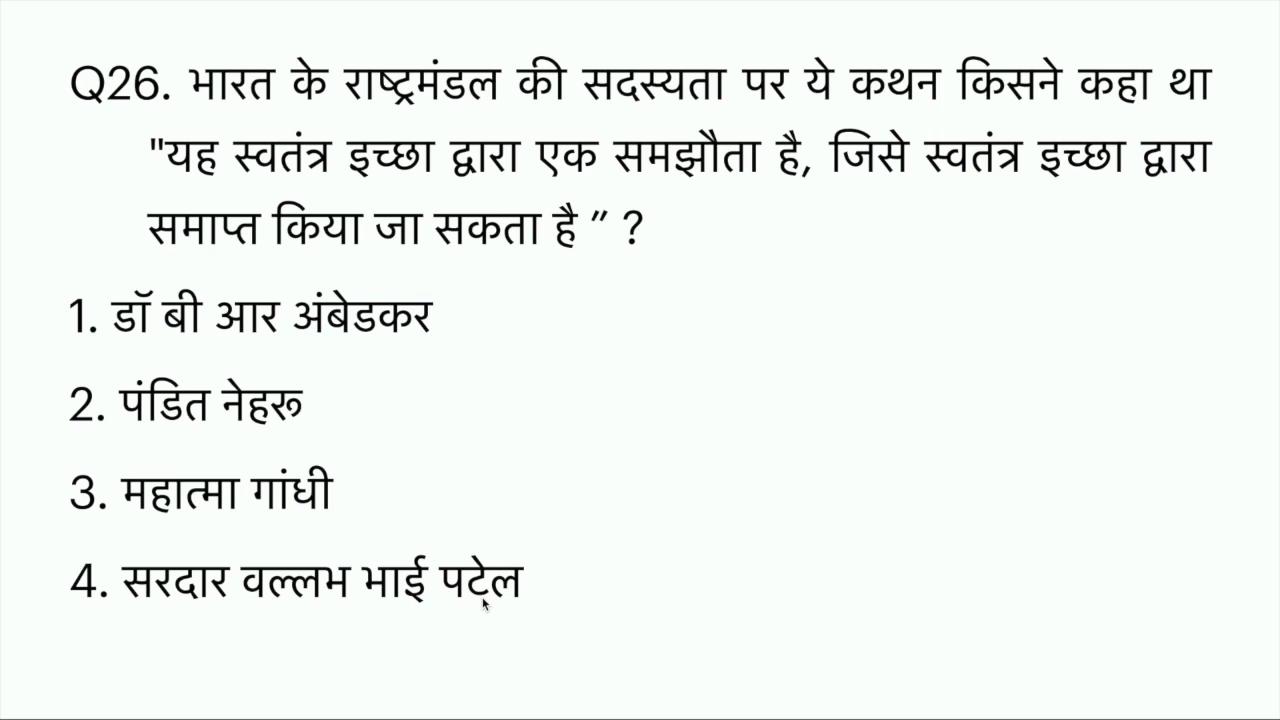 Q26. भारत के राष्ट्रमंडल की सदस्यता पर ये कथन किसने कहा था
"यह स्वतंत्र इच्छा द्वारा एक समझौता है, जिसे स्वतंत्र इच्छा द्वारा
समाप्त किया जा सकता है ” ?
1. डॉ बी आर अंबेडकर
2. पंडित नेहरू
3. महात्मा गांधी
4. सरदार वल्लभ भाई पटेल